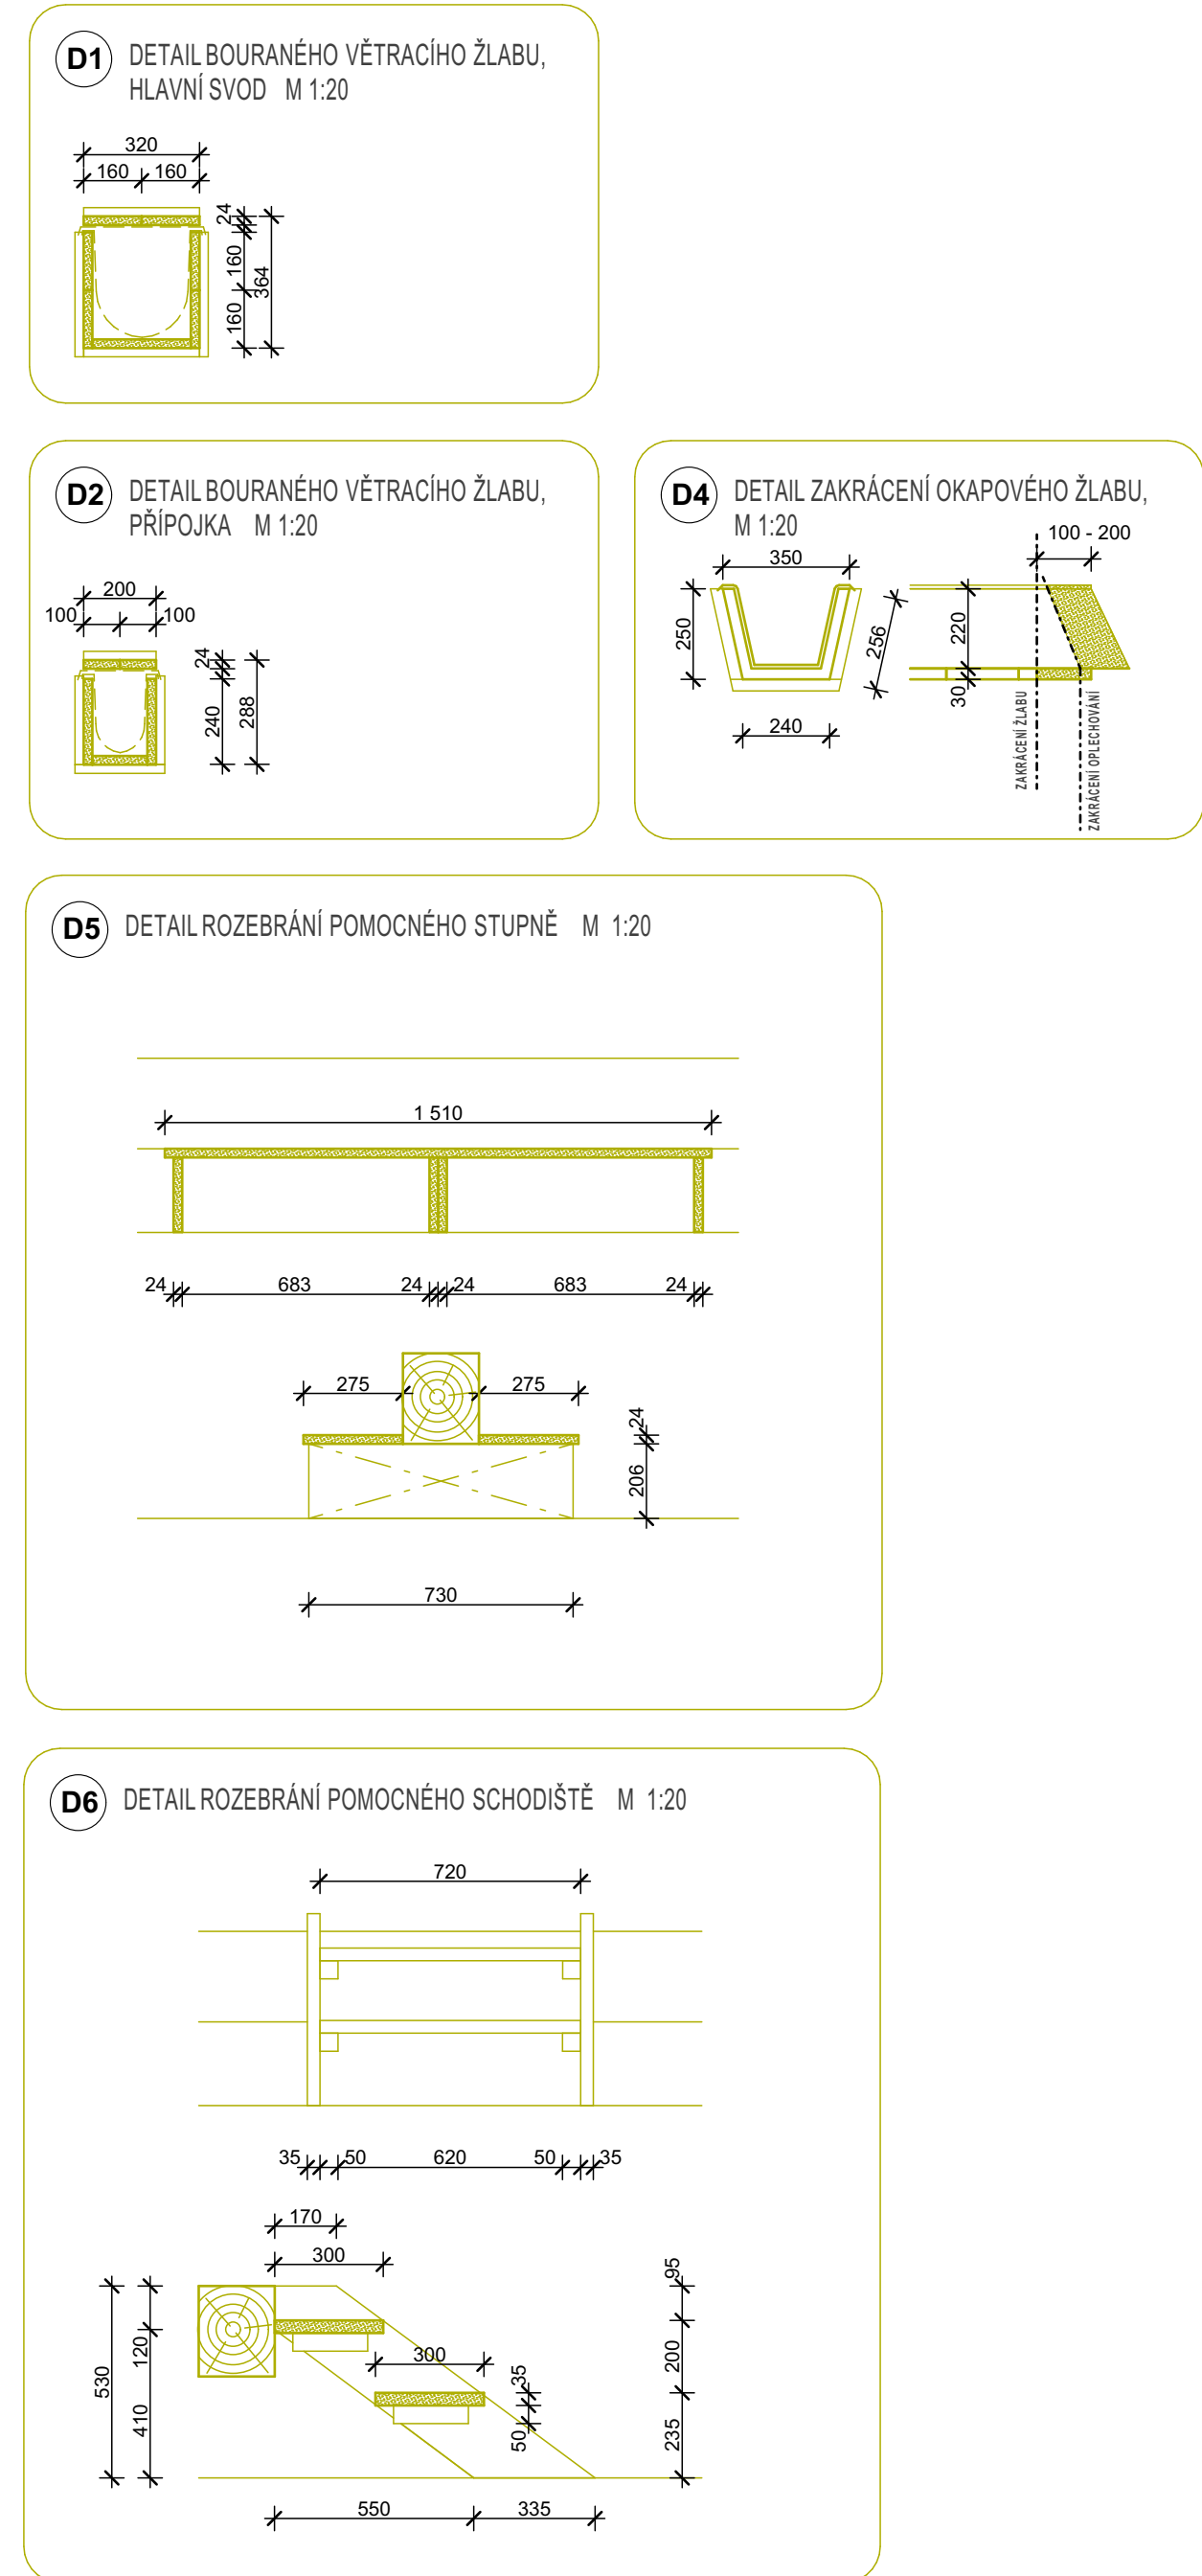 D1 DETAIL BOURANÉHO VĚTRACÍHO ŽLABU,
HLAVNÍ SVOD M 1:20
320
160 160
24
160
364
160
D2 DETAIL BOURANÉHO VĚTRACÍHO ŽLABU,
PŘÍPOJKA M 1:20
200
100 100
24
240
288
D4 DETAIL ZAKRÁCENÍ OKAPOVÉHO ŽLABU,
M 1:20
100 - 200
350
250
256
220
30
240
ZAKRÁCENÍ ŽLABU
ZAKRÁCENÍ OPLECHOVÁNÍ
D5 DETAIL ROZEBRÁNÍ POMOCNÉHO STUPNĚ M 1:20
1 510
24 683 24 24 683 24
275 275
24
206
730
D6 DETAIL ROZEBRÁNÍ POMOCNÉHO SCHODIŠTĚ M 1:20
720
35 50 620 50 35
170
300
95
120
530
300
200
35
410
50
235
550 335